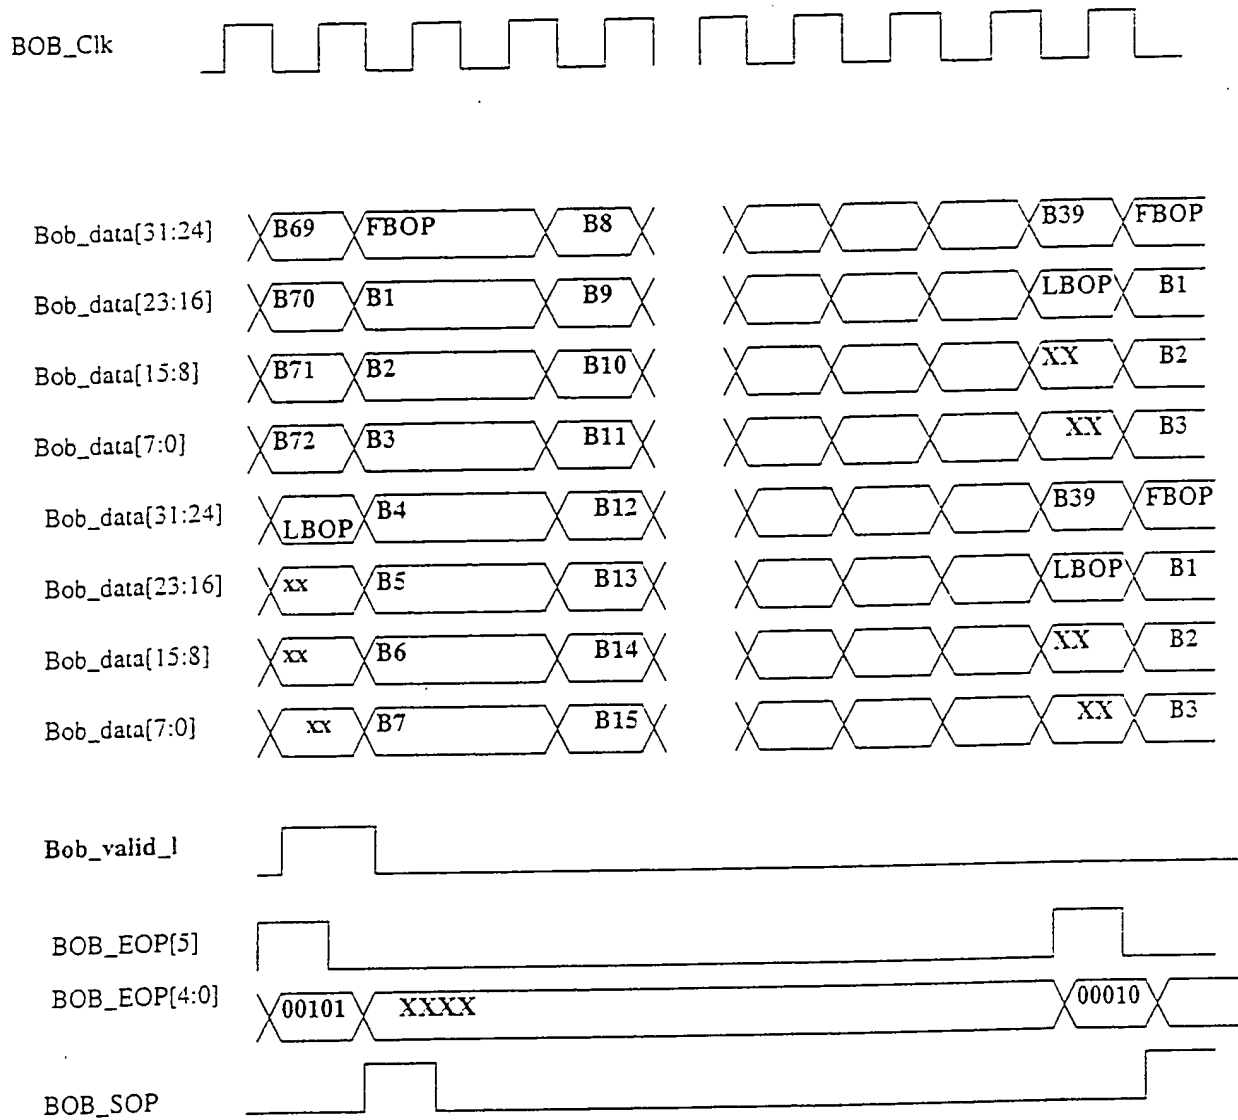 BOB_Clk
Bob_data[31:24] B69 FBOP B8 B39 FBOP
Bob_data[23:16] B70 B1 B9 LBOP B1
Bob_data[15:8] B71 B2 B10 XX B2
Bob_data[7:0] B72 B3 B11 XX B3
Bob_data[31:24] LBOP B4 B12 B39 FBOP
Bob_data[23:16] xx B5 B13 LBOP B1
Bob_data[15:8] xx B6 B14 XX B2
Bob_data[7:0] xx B7 B15 XX B3
Bob_valid_l
BOB_EOP[5]
BOB_EOP[4:0] 00101 XXXX 00010
BOB_SOP